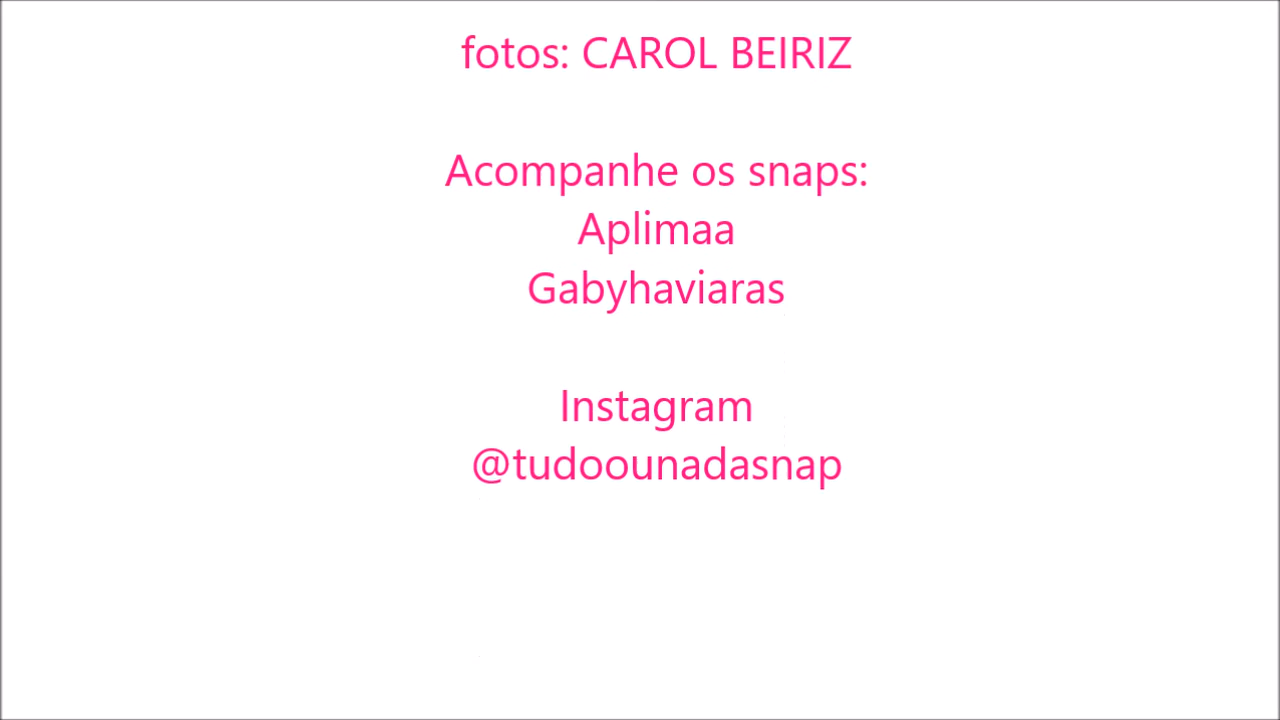 fotos: CAROL BEIRIZ
Acompanhe os snaps:
Aplimaa
Gabyhaviaras
Instagram
@tudoounadasnap